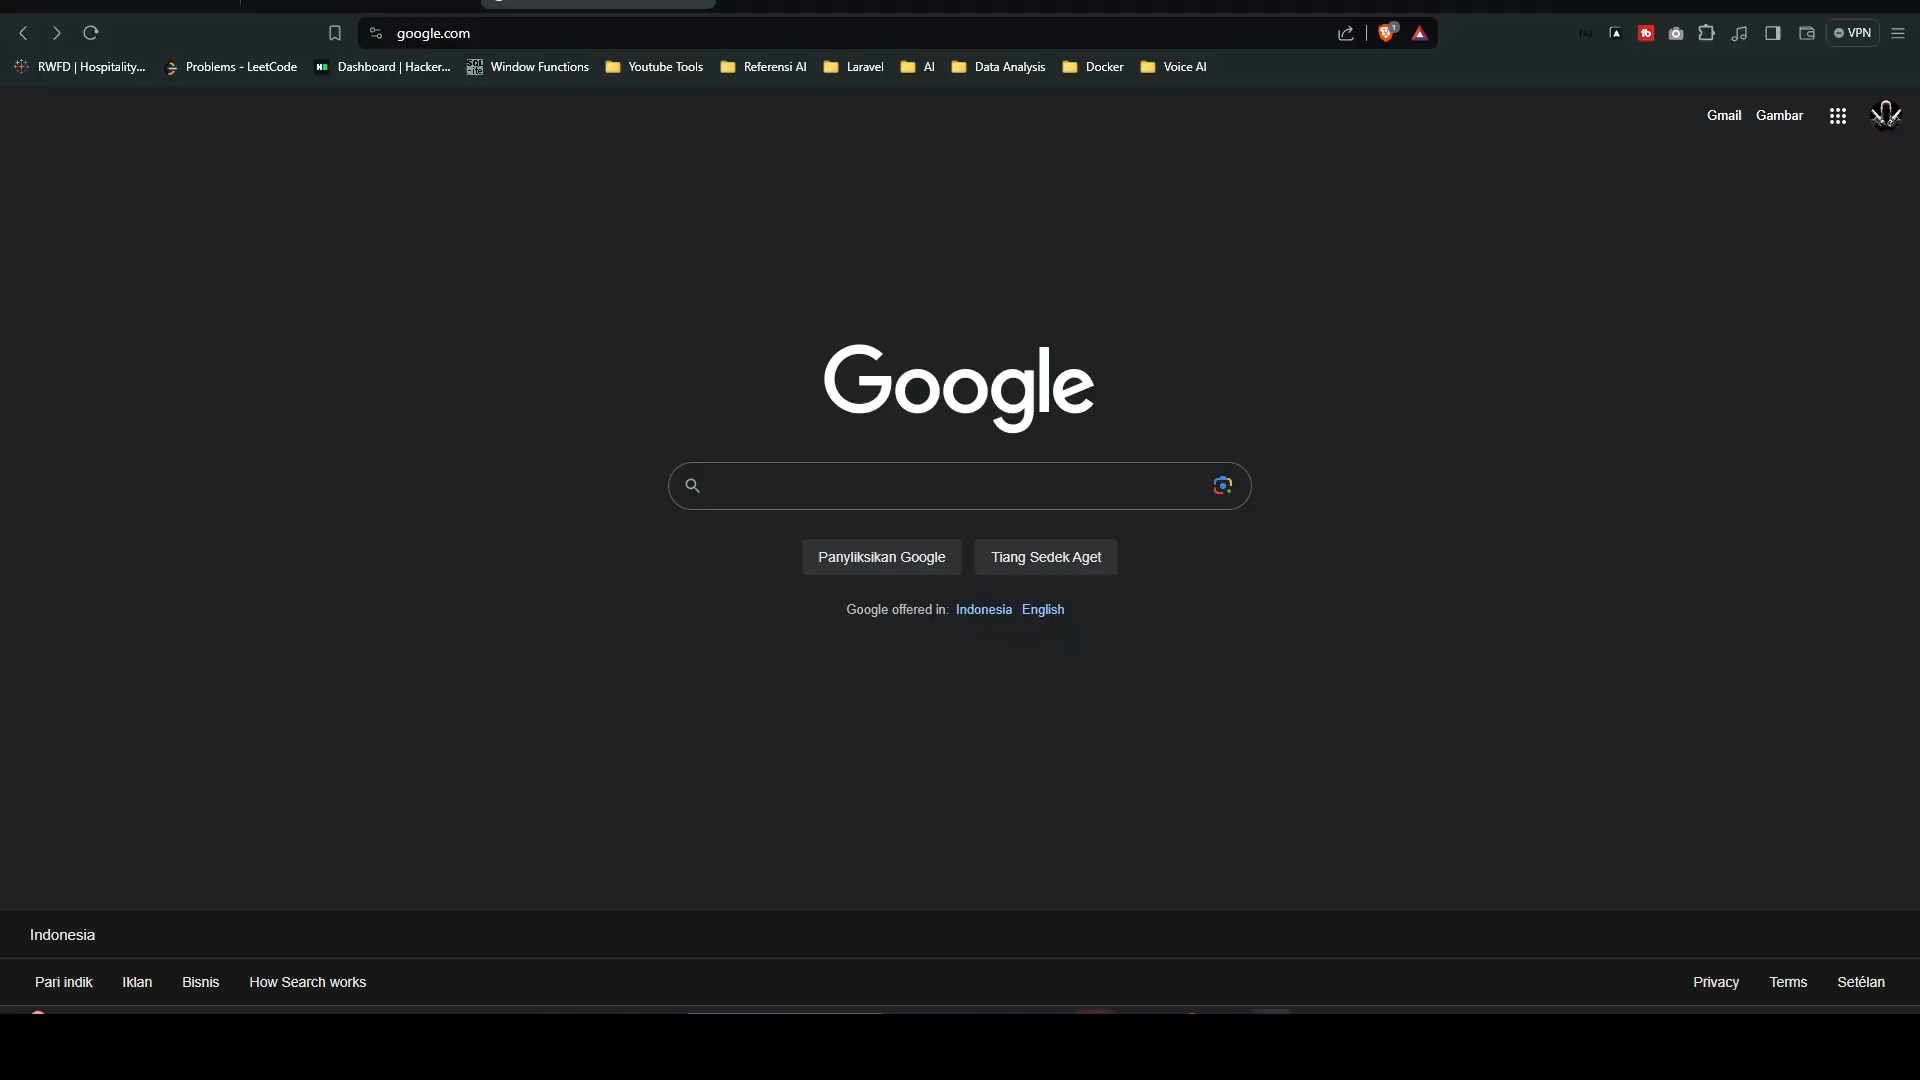 google.com
1
VPN
RWFD | Hospitality... Problems - LeetCode Dashboard | Hacker... Window Functions Youtube Tools Referensi AI Laravel AI Data Analysis Docker Voice AI
Gmail Gambar
Google
Panyliksikan Google Tiang Sedek Aget
Google offered in: Indonesia English
Indonesia
Pari indik Iklan Bisnis How Search works Privacy Terms Setélan